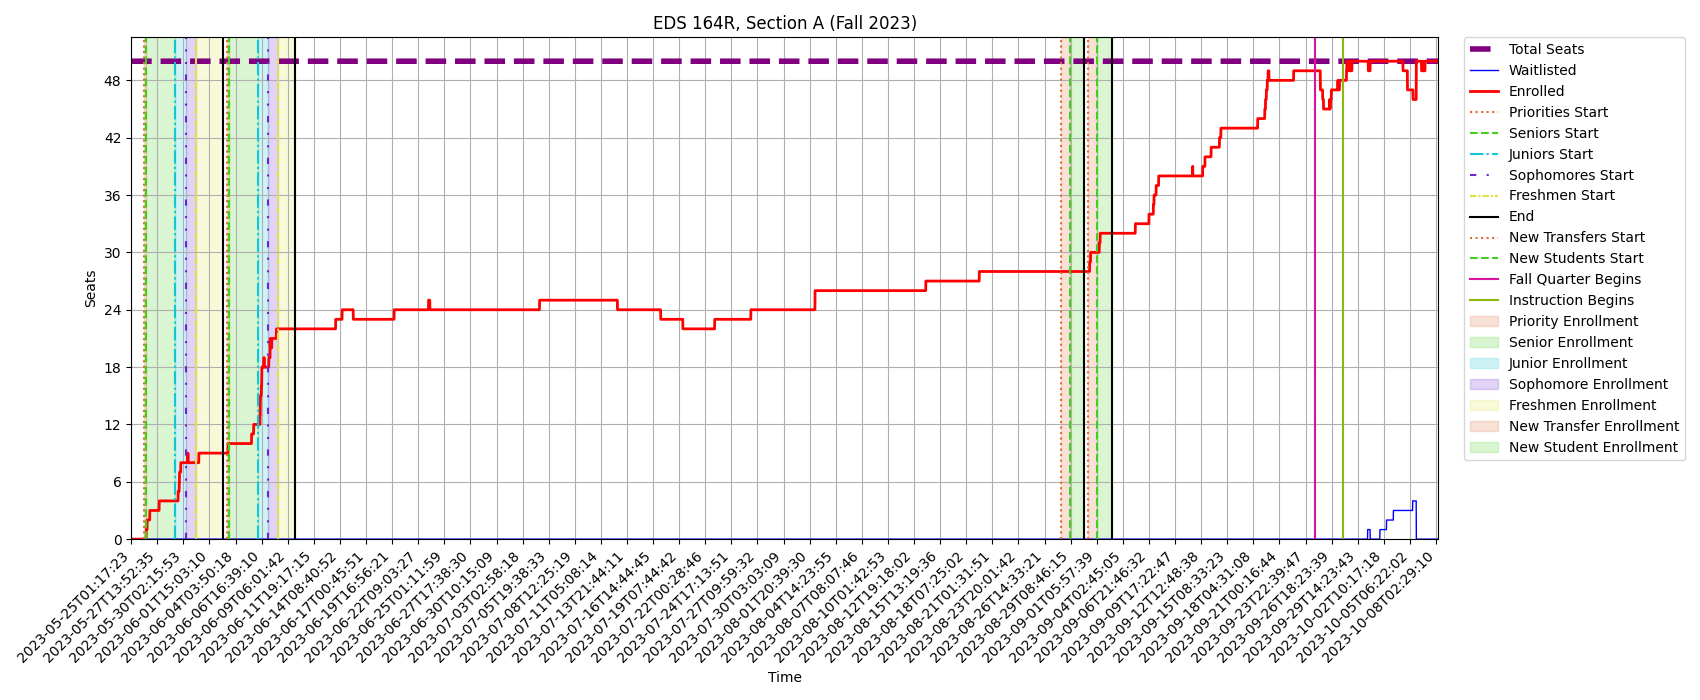 EDS 164R, Section A (Fall 2023)
Seats
48
42
36
30
24
18
12
6
0
2023-05-25T01:17:23
2023-05-27T13:52:35
2023-05-30T02:15:53
2023-06-01T15:03:10
2023-06-04T03:50:18
2023-06-06T16:39:10
2023-06-09T06:01:42
2023-06-11T19:17:15
2023-06-14T08:40:52
2023-06-17T00:45:51
2023-06-19T16:56:21
2023-06-22T09:03:27
2023-06-25T01:11:59
2023-06-27T17:38:30
2023-06-30T10:15:09
2023-07-03T02:58:18
2023-07-05T19:38:33
2023-07-08T12:25:19
2023-07-11T05:08:14
2023-07-13T21:44:11
2023-07-16T14:44:45
2023-07-19T07:44:42
2023-07-22T00:28:46
2023-07-24T17:13:51
2023-07-27T09:59:32
2023-07-30T03:03:09
2023-08-01T20:39:30
2023-08-04T14:23:55
2023-08-07T08:07:46
2023-08-10T01:42:53
2023-08-12T19:18:02
2023-08-15T13:19:36
2023-08-18T07:25:02
2023-08-21T01:31:51
2023-08-23T20:01:42
2023-08-26T14:33:21
2023-08-29T08:46:15
2023-09-01T05:57:39
2023-09-04T02:45:05
2023-09-06T21:46:32
2023-09-09T17:22:47
2023-09-12T12:48:38
2023-09-15T08:33:23
2023-09-18T04:31:08
2023-09-21T00:16:44
2023-09-23T22:39:47
2023-09-26T18:23:39
2023-09-29T14:23:43
2023-10-02T10:17:18
2023-10-05T06:22:02
2023-10-08T02:29:10
Time
Total Seats
Waitlisted
Enrolled
Priorities Start
Seniors Start
Juniors Start
Sophomores Start
Freshmen Start
End
New Transfers Start
New Students Start
Fall Quarter Begins
Instruction Begins
Priority Enrollment
Senior Enrollment
Junior Enrollment
Sophomore Enrollment
Freshmen Enrollment
New Transfer Enrollment
New Student Enrollment